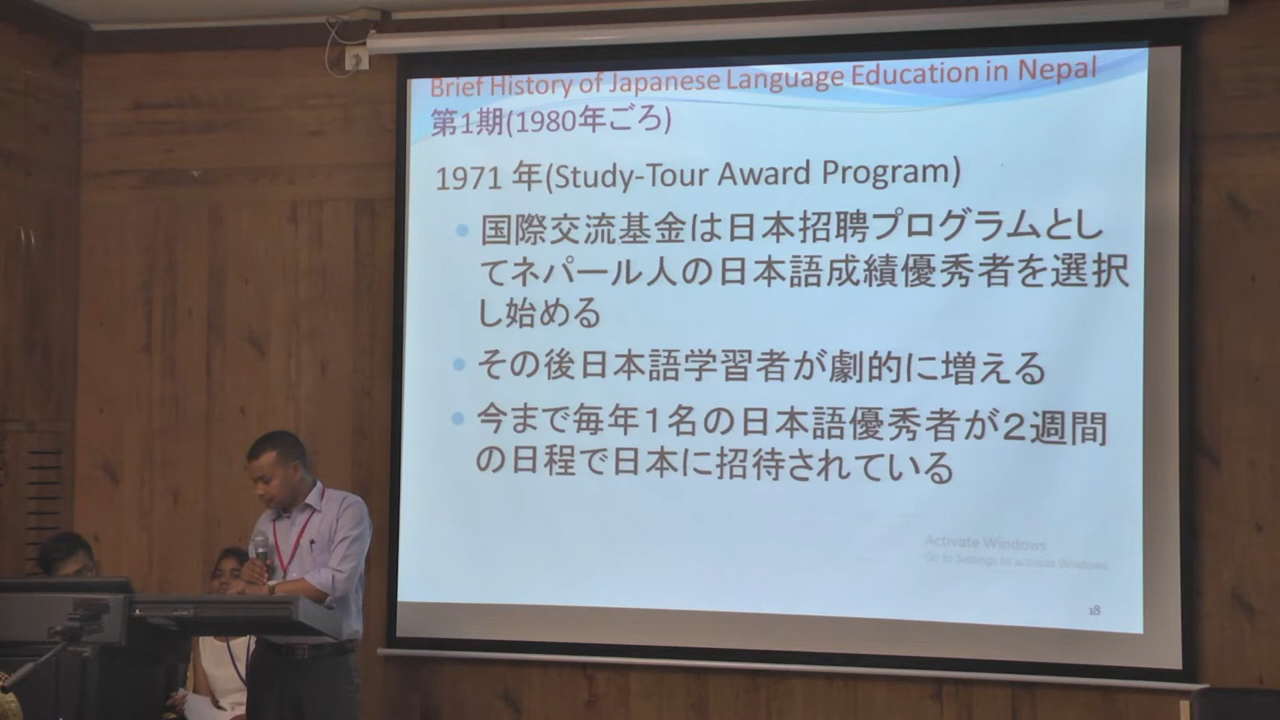 Brief History of Japanese Language Education in Nepal
第1期(1980年ごろ)
1971 年(Study-Tour Award Program)
国際交流基金は日本招聘プログラムとし
てネパール人の日本語成績優秀者を選択
し始める
その後日本語学習者が劇的に増える
今まで毎年１名の日本語優秀者が２週間
の日程で日本に招待されている
Activate Windows
Go to Settings to activate Windows.
18